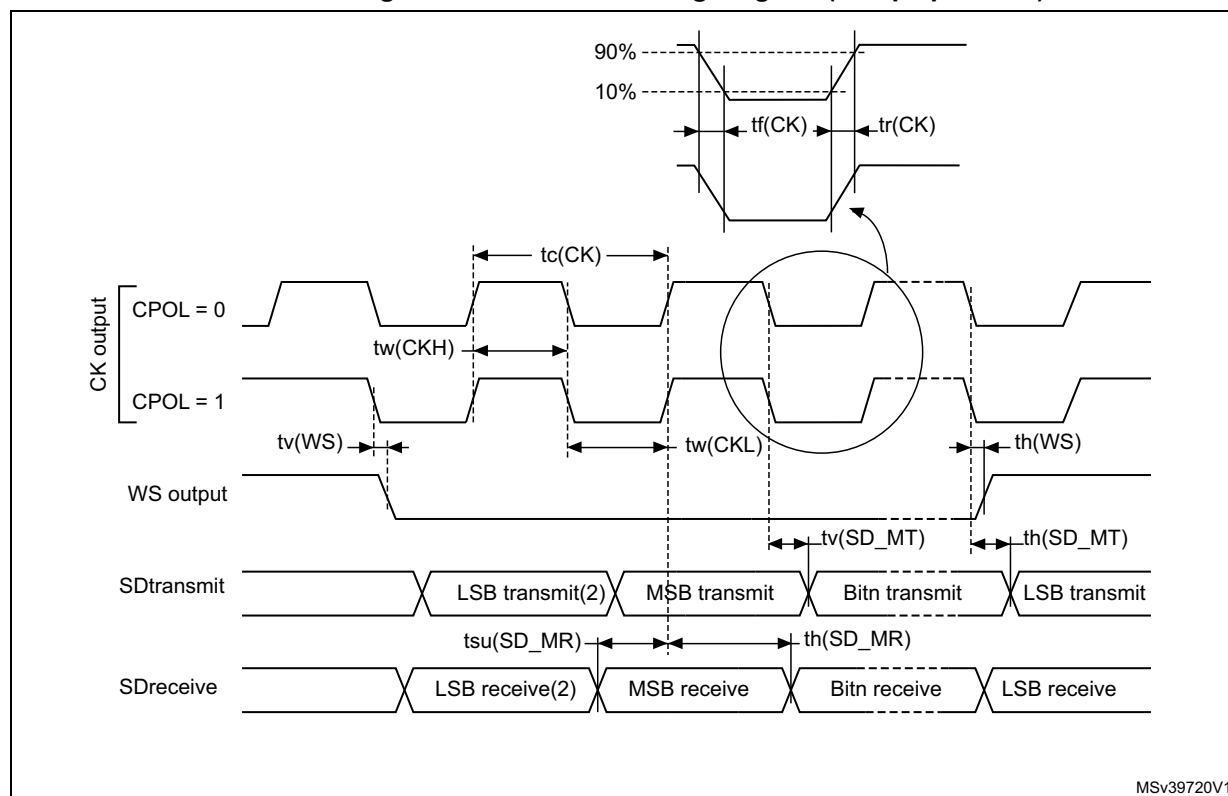 90%
10%
tf(CK)
tr(CK)
tc(CK)
CK output
CPOL = 0
tw(CKH)
CPOL = 1
tv(WS)
tw(CKL)
th(WS)
WS output
tv(SD_MT)
th(SD_MT)
SDtransmit
LSB transmit(2)
MSB transmit
Bitn transmit
LSB transmit
tsu(SD_MR)
th(SD_MR)
SDreceive
LSB receive(2)
MSB receive
Bitn receive
LSB receive
MSv39720V1